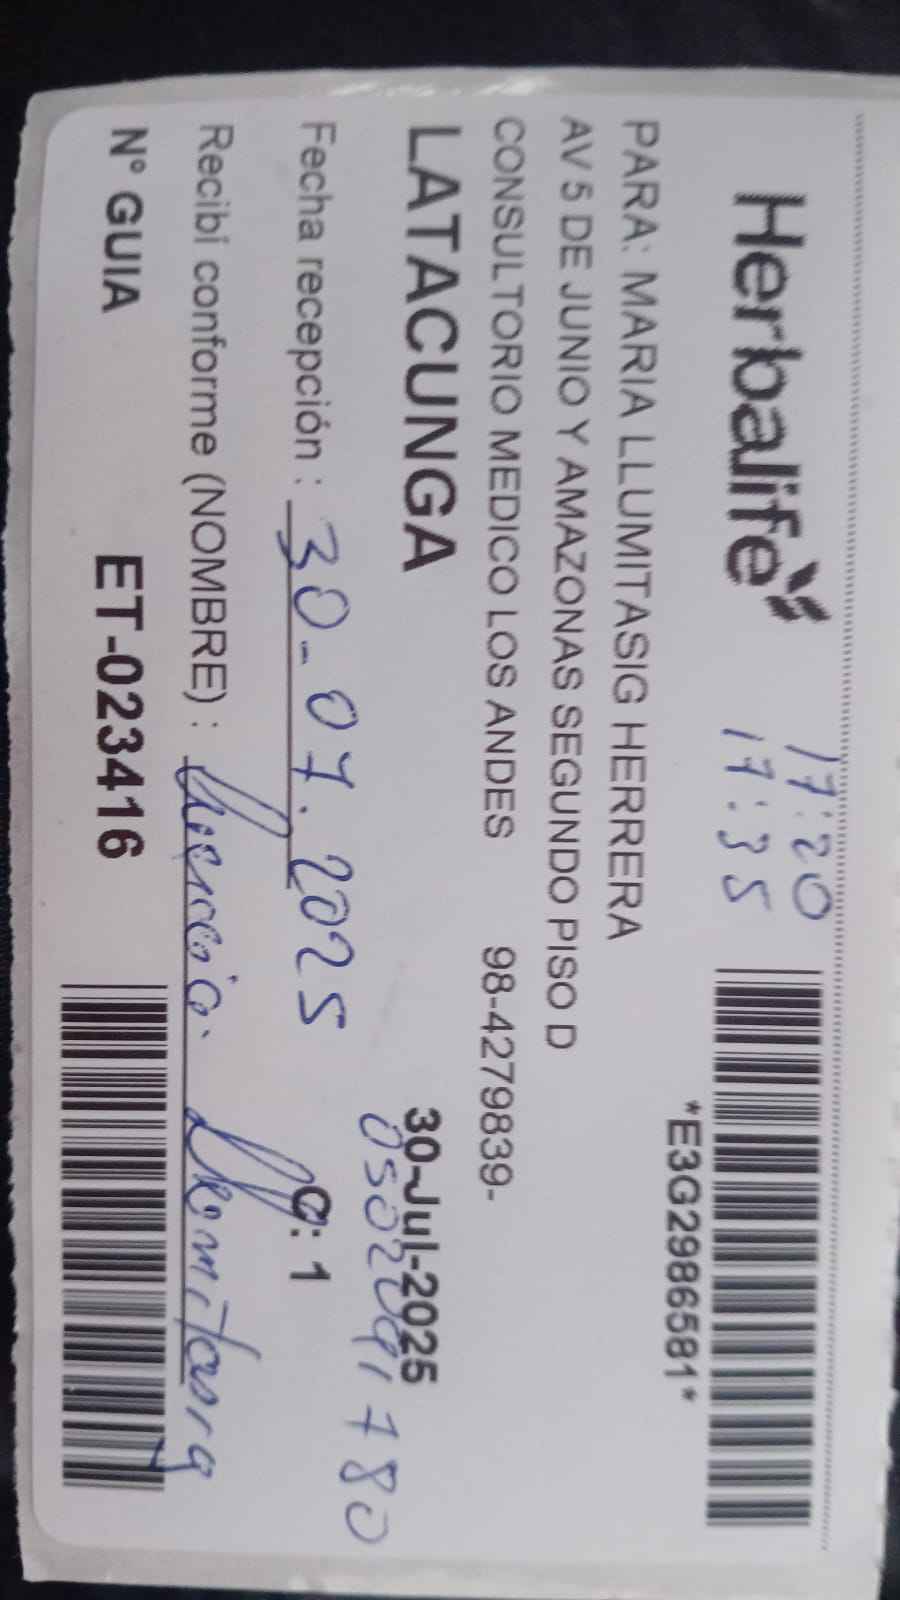 Herbalife
17:20
17:35
*E3G2986581*
PARA: MARIA LLUMITASIG HERRERA
AV 5 DE JUNIO Y AMAZONAS SEGUNDO PISO D
CONSULTORIO MEDICO LOS ANDES 98-4279839-
LATACUNGA 30-Jul-2025
0502091780
Fecha recepción : 30-07.2025 C: 1
Recibí conforme (NOMBRE) :
N° GUIA ET-023416